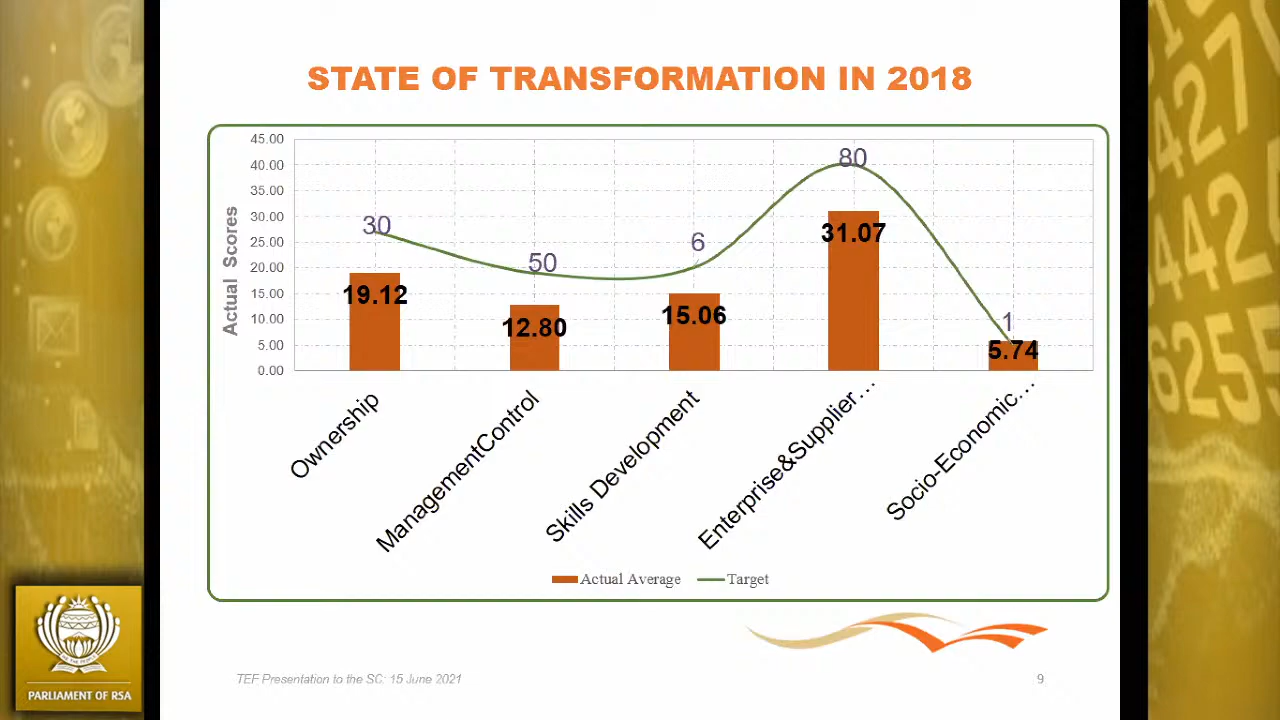 STATE OF TRANSFORMATION IN 2018
45.00
40.00
35.00
30.00
25.00
20.00
15.00
10.00
5.00
0.00
Actual Scores
30
50
6
80
1
19.12
12.80
15.06
31.07
5.74
Ownership
ManagementControl
Skills Development
Enterprise&Supplier…
Socio-Economic…
Actual Average
Target
PARLIAMENT OF RSA
TEF Presentation to the SC: 15 June 2021
9